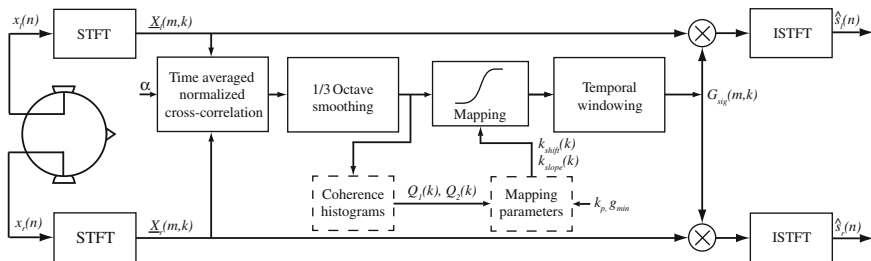 x_l(n)
STFT
X_l(m,k)
ISTFT
ŝ_l(n)
α
Time averaged
normalized
cross-correlation
1/3 Octave
smoothing
Mapping
Temporal
windowing
G_sig(m,k)
k_shift(k)
k_slope(k)
Coherence
histograms
Q_1(k), Q_2(k)
Mapping
parameters
k_p, g_min
x_r(n)
STFT
X_r(m,k)
ISTFT
ŝ_r(n)